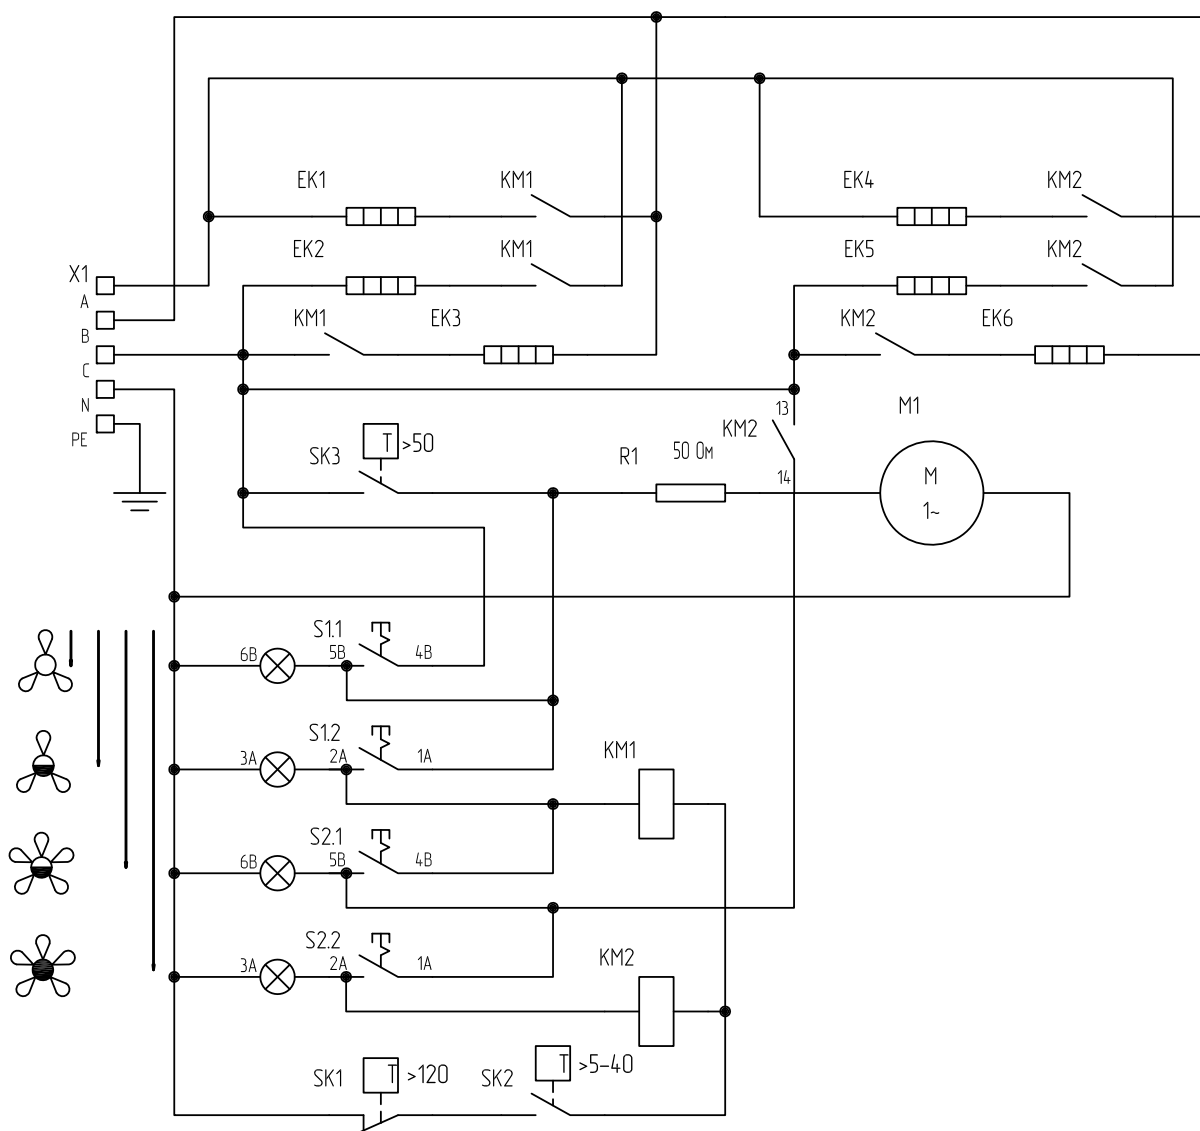 EK1 KM1 EK4 KM2
EK2 KM1 EK5 KM2
X1
A
KM1 EK3 KM2 EK6
B
C
N
PE
M1
13
KM2
T >50
SK3 R1 50 Ом
14
M
1~
S1.1
6B 5B 4B
S1.2
3A 2A 1A
KM1
S2.1
6B 5B 4B
S2.2
3A 2A 1A
KM2
SK1 T >120 SK2 T >5-40